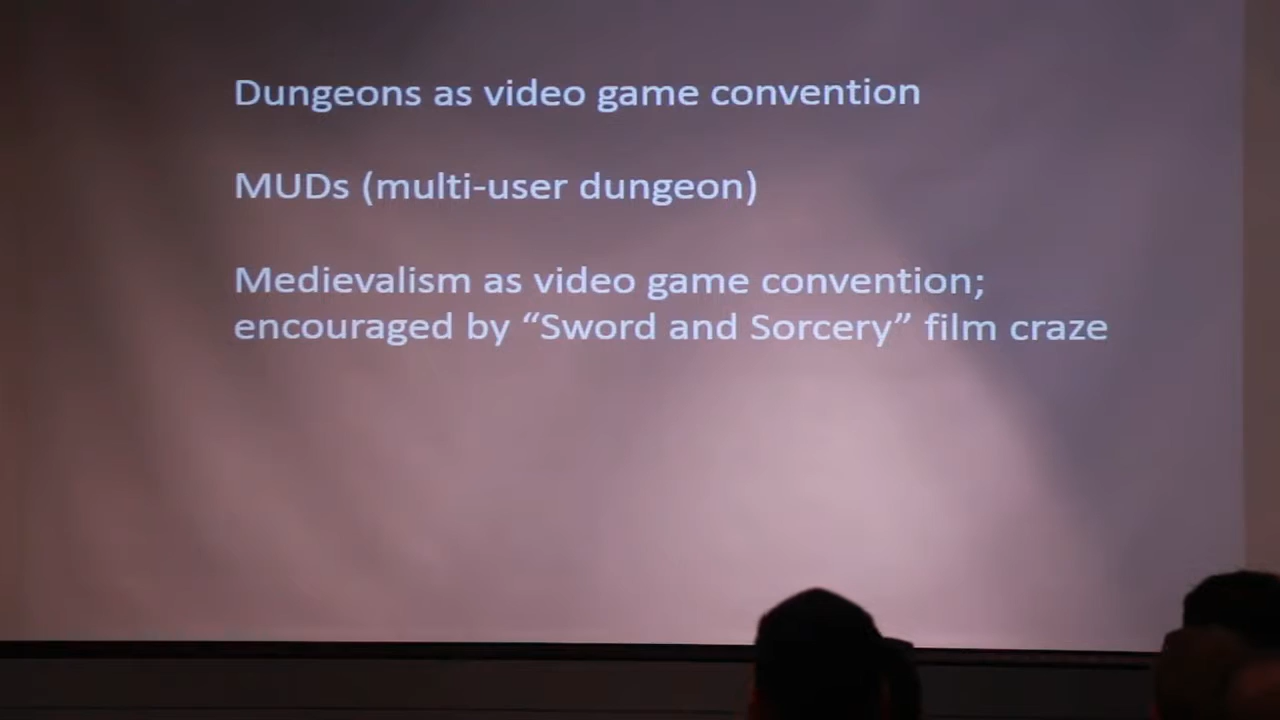 Dungeons as video game convention
MUDs (multi-user dungeon)
Medievalism as video game convention;
encouraged by “Sword and Sorcery” film craze